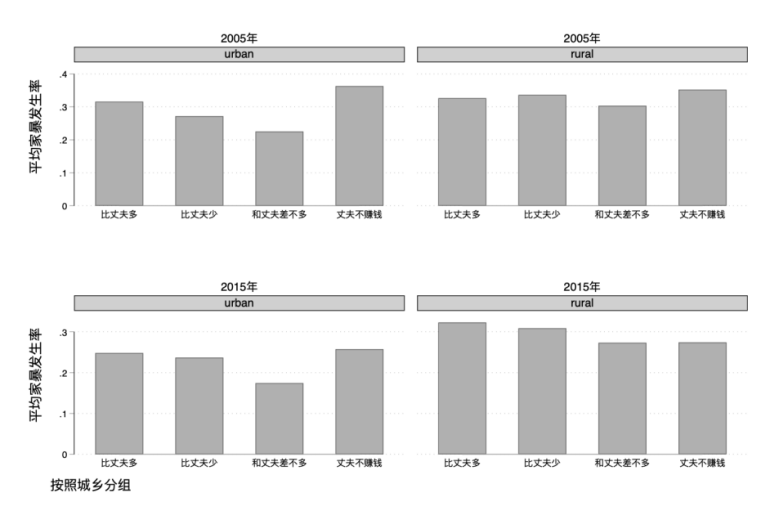 2005年
urban
2005年
rural
平均家暴发生率
.4
.3
.2
.1
0
比丈夫多 比丈夫少 和丈夫差不多 丈夫不赚钱
比丈夫多 比丈夫少 和丈夫差不多 丈夫不赚钱
2015年
urban
2015年
rural
平均家暴发生率
.3
.2
.1
0
比丈夫多 比丈夫少 和丈夫差不多 丈夫不赚钱
比丈夫多 比丈夫少 和丈夫差不多 丈夫不赚钱
按照城乡分组